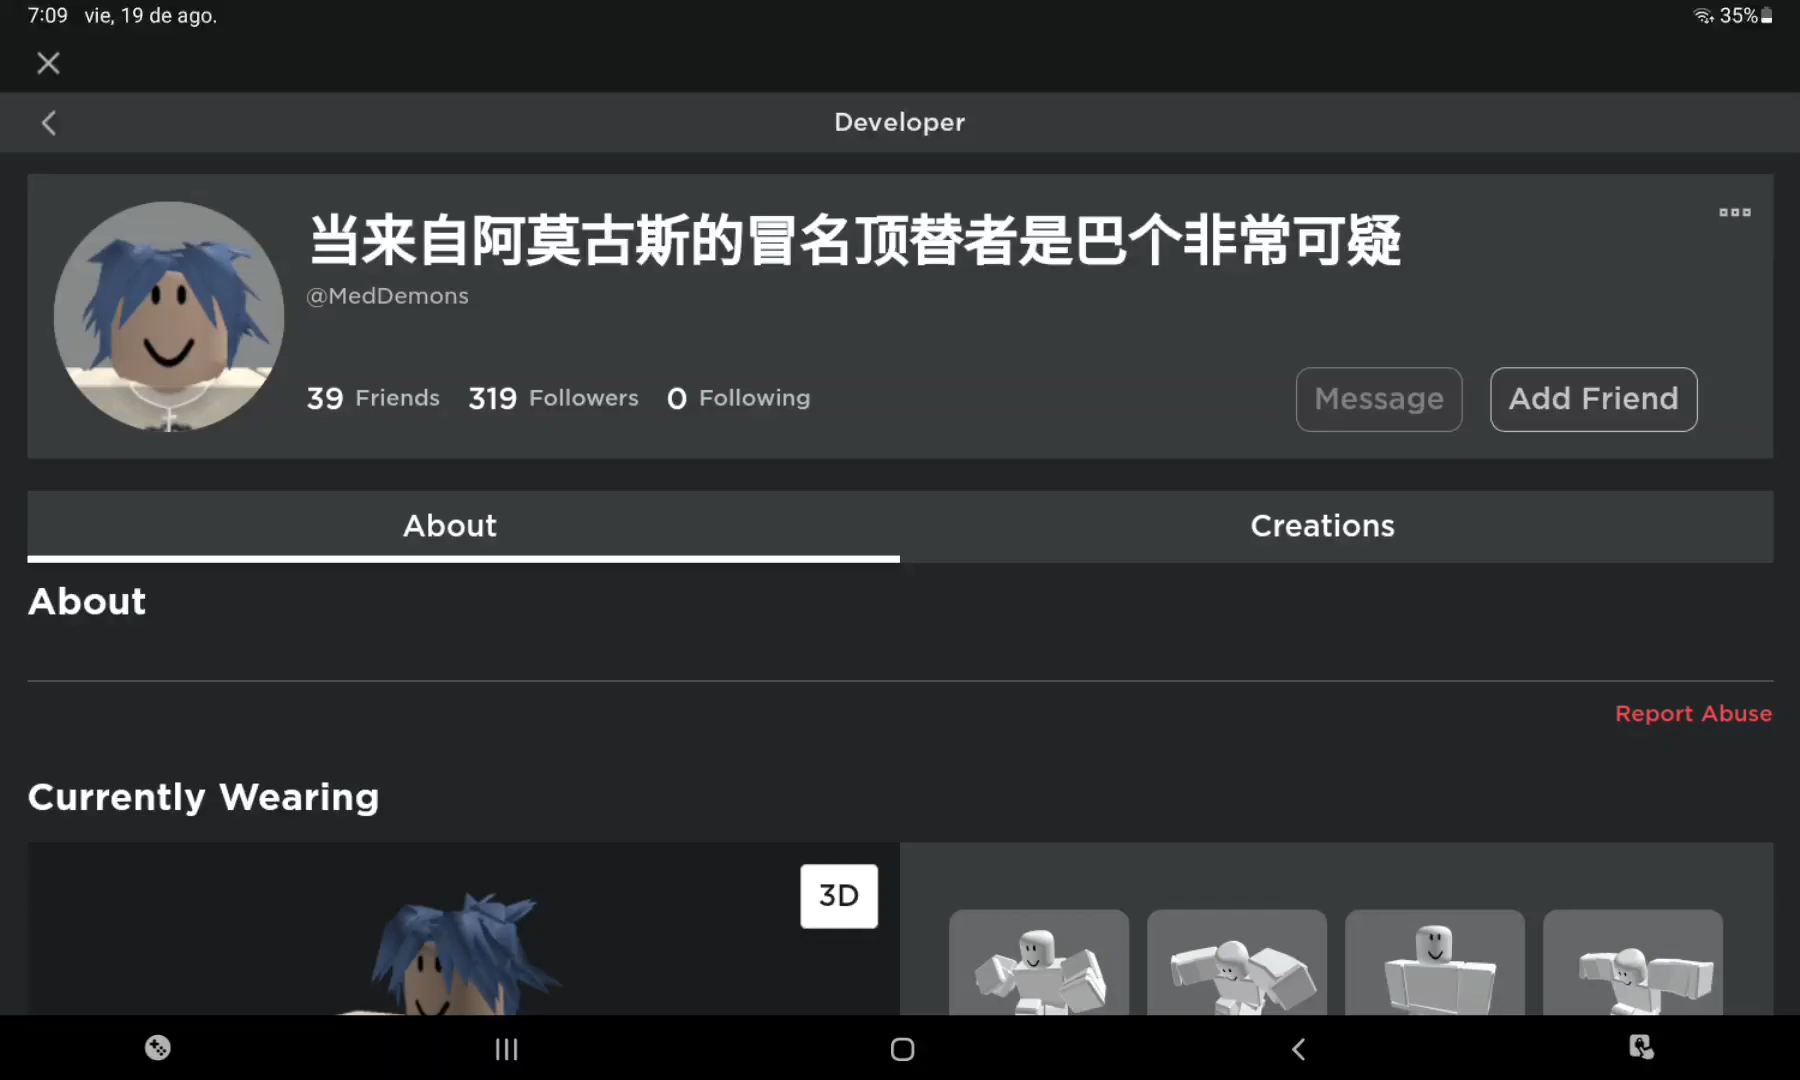 7:09 vie, 19 de ago.
35%
Developer
当来自阿莫古斯的冒名顶替者是巴个非常可疑
@MedDemons
39 Friends 319 Followers 0 Following
Message
Add Friend
About
Creations
About
Report Abuse
Currently Wearing
3D